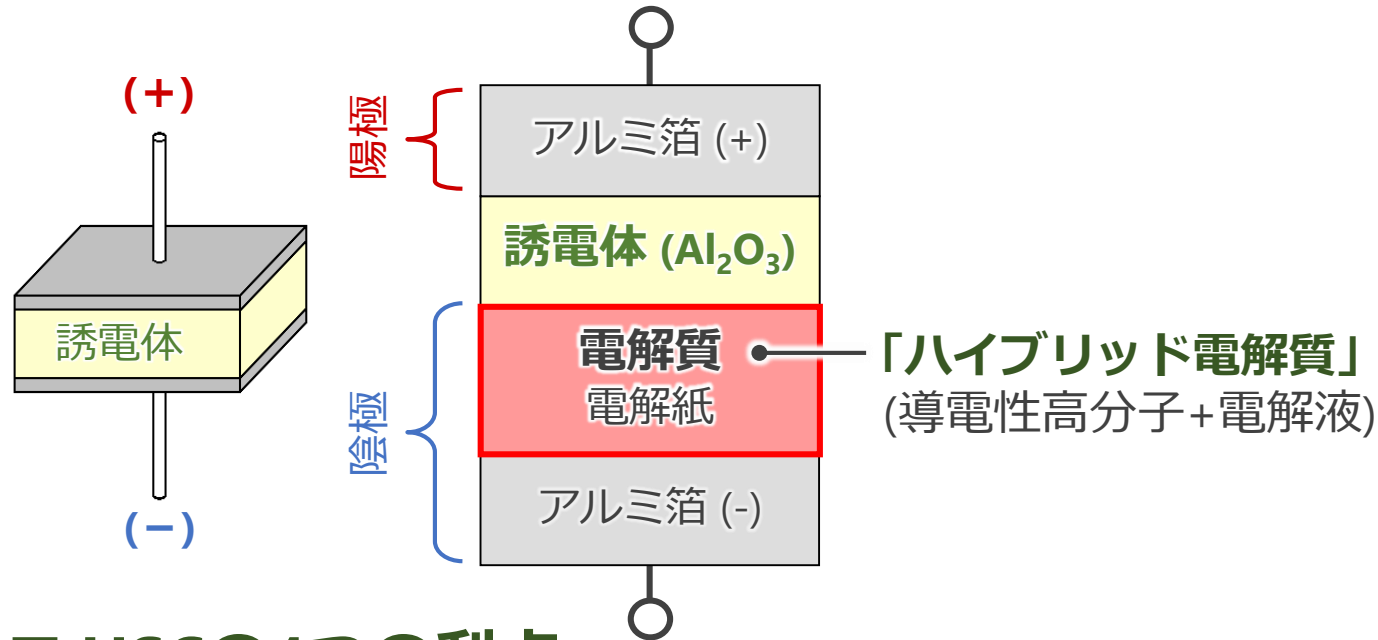 (+)
誘電体
(−)
陽極
陰極
アルミ箔 (+)
誘電体 (Al₂O₃)
電解質
電解紙
アルミ箔 (-)
「ハイブリッド電解質」
(導電性高分子+電解液)